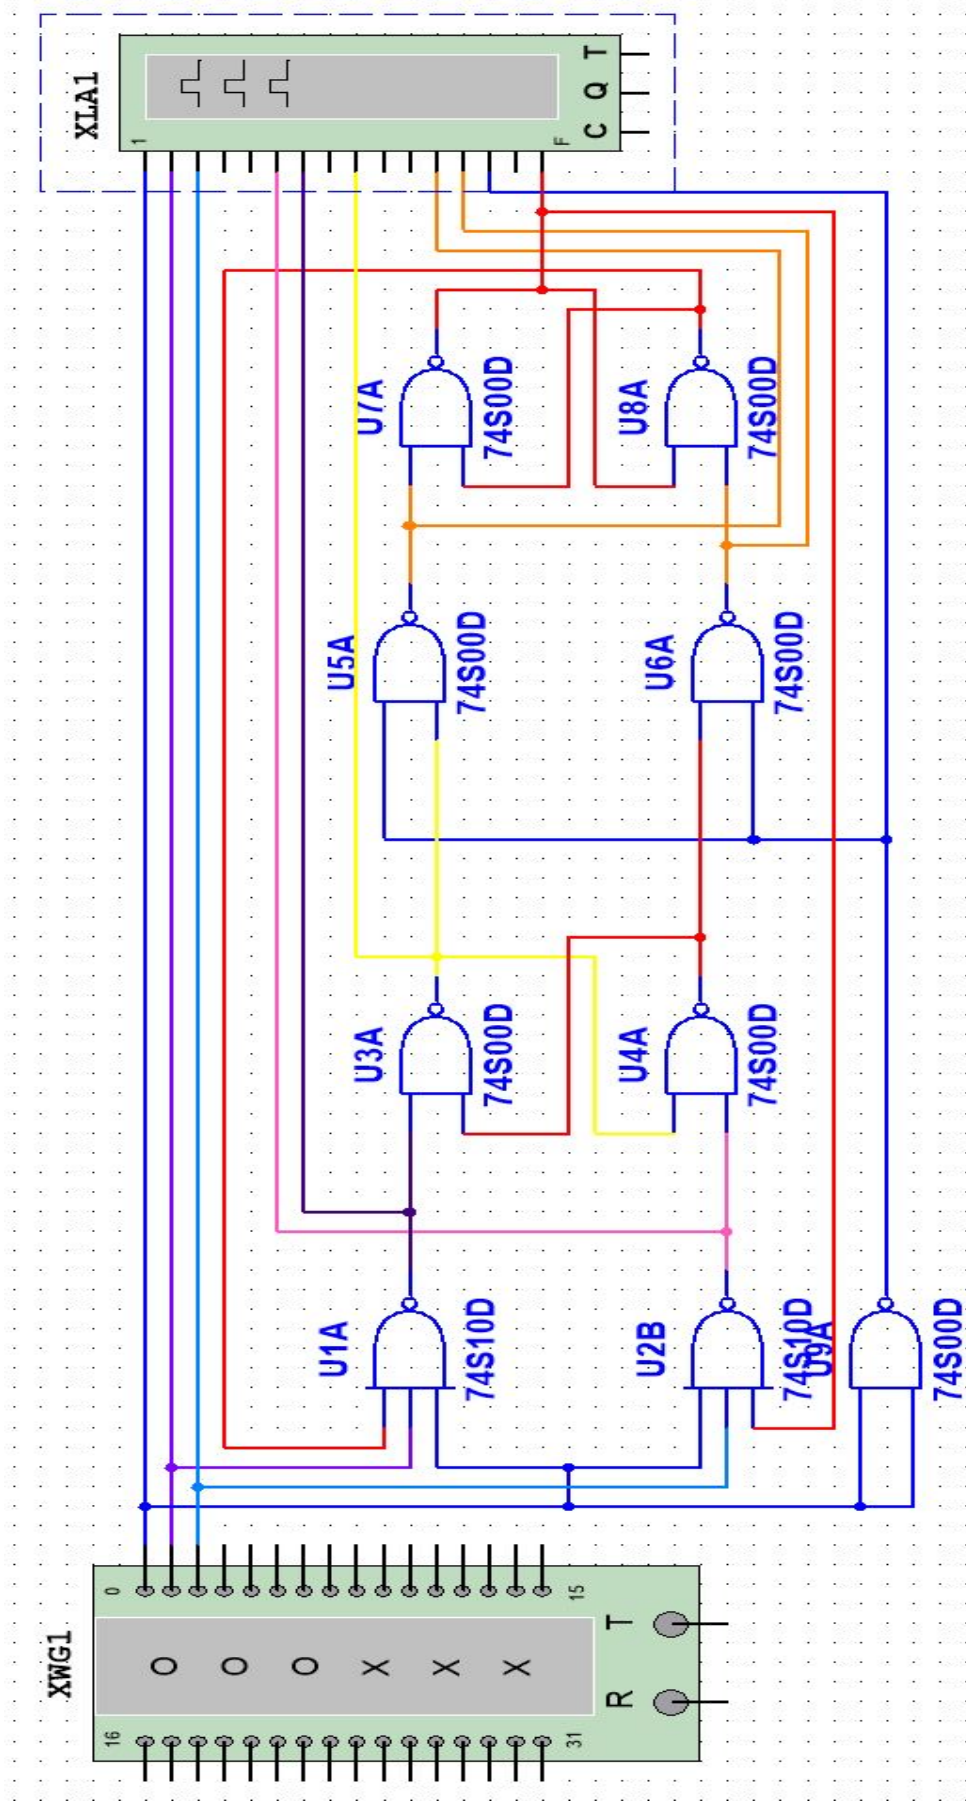 XLA1
1
F
C Q T
U7A
74S00D
U8A
74S00D
U5A
74S00D
U6A
74S00D
U3A
74S00D
U4A
74S00D
U1A
74S10D
U2B
74S10D
U9A
74S00D
XWG1
0
15
O O O X X X
R T
16
31